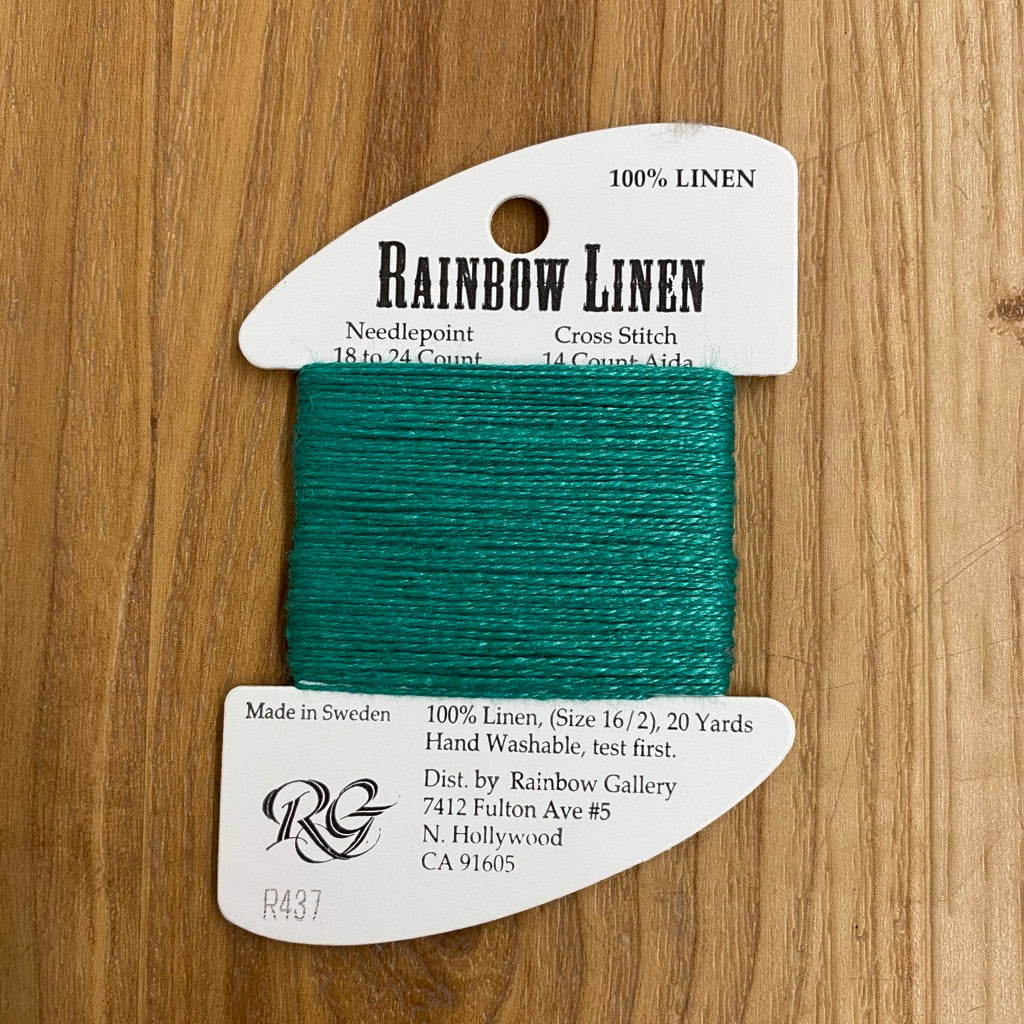 100% LINEN
RAINBOW LINEN
Needlepoint Cross Stitch
18 to 24 Count 14 Count Aida
Made in Sweden 100% Linen, (Size 16/2), 20 Yards
Hand Washable, test first.
Dist. by Rainbow Gallery
7412 Fulton Ave #5
N. Hollywood
CA 91605
RG
R437